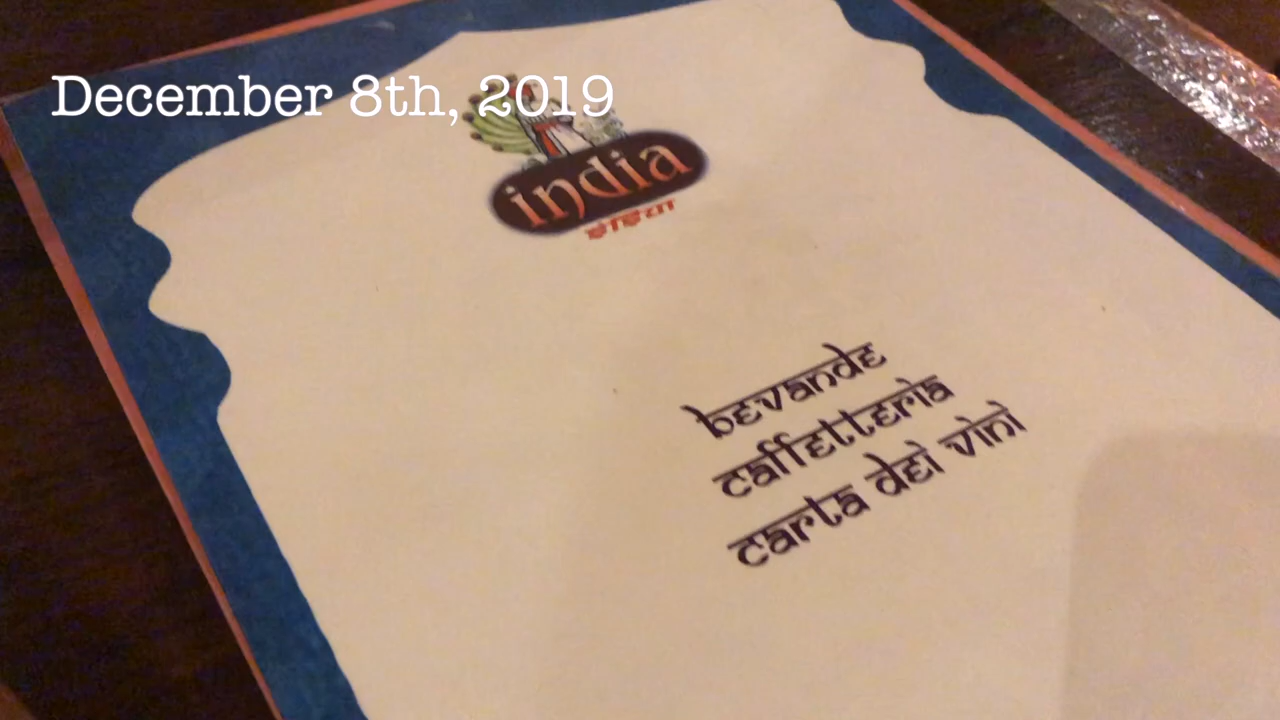 December 8th, 2019
india
इंडिया
bevande
caffetteria
carta dei vini